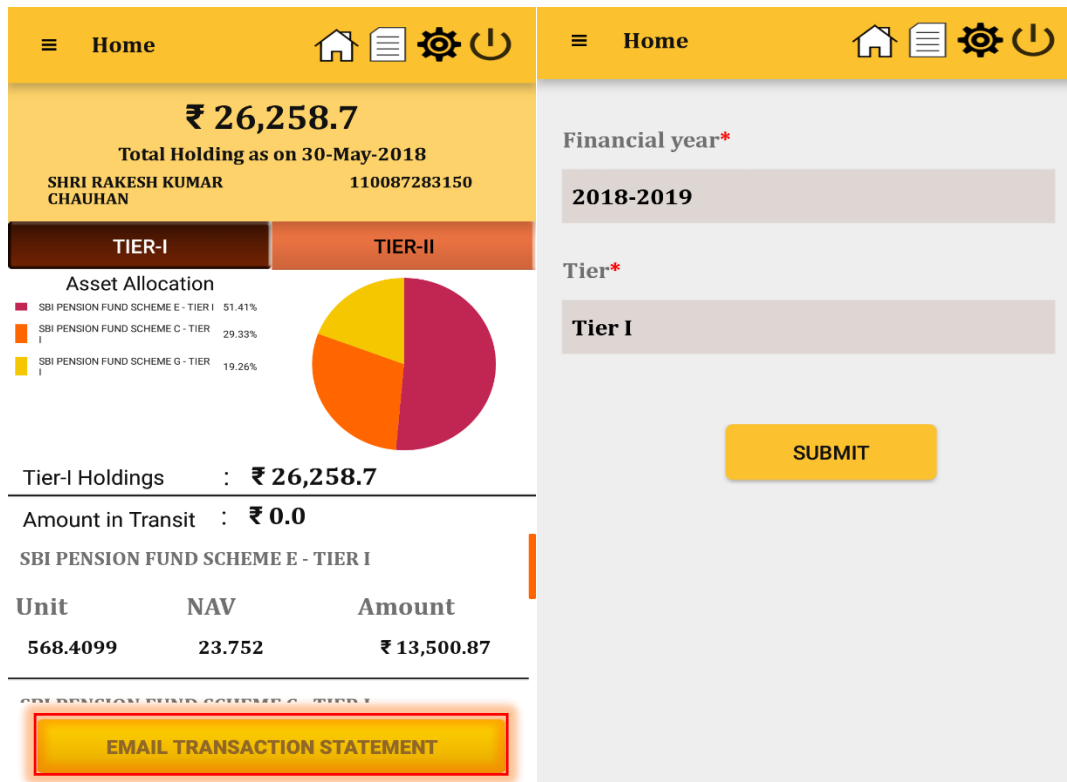 ≡ Home
₹ 26,258.7
Total Holding as on 30-May-2018
SHRI RAKESH KUMAR CHAUHAN 110087283150
TIER-I TIER-II
Asset Allocation
SBI PENSION FUND SCHEME E - TIER I 51.41%
SBI PENSION FUND SCHEME C - TIER I 29.33%
SBI PENSION FUND SCHEME G - TIER I 19.26%
Tier-I Holdings : ₹ 26,258.7
Amount in Transit : ₹ 0.0
SBI PENSION FUND SCHEME E - TIER I
Unit NAV Amount
568.4099 23.752 ₹ 13,500.87
EMAIL TRANSACTION STATEMENT
≡ Home
Financial year*
2018-2019
Tier*
Tier I
SUBMIT